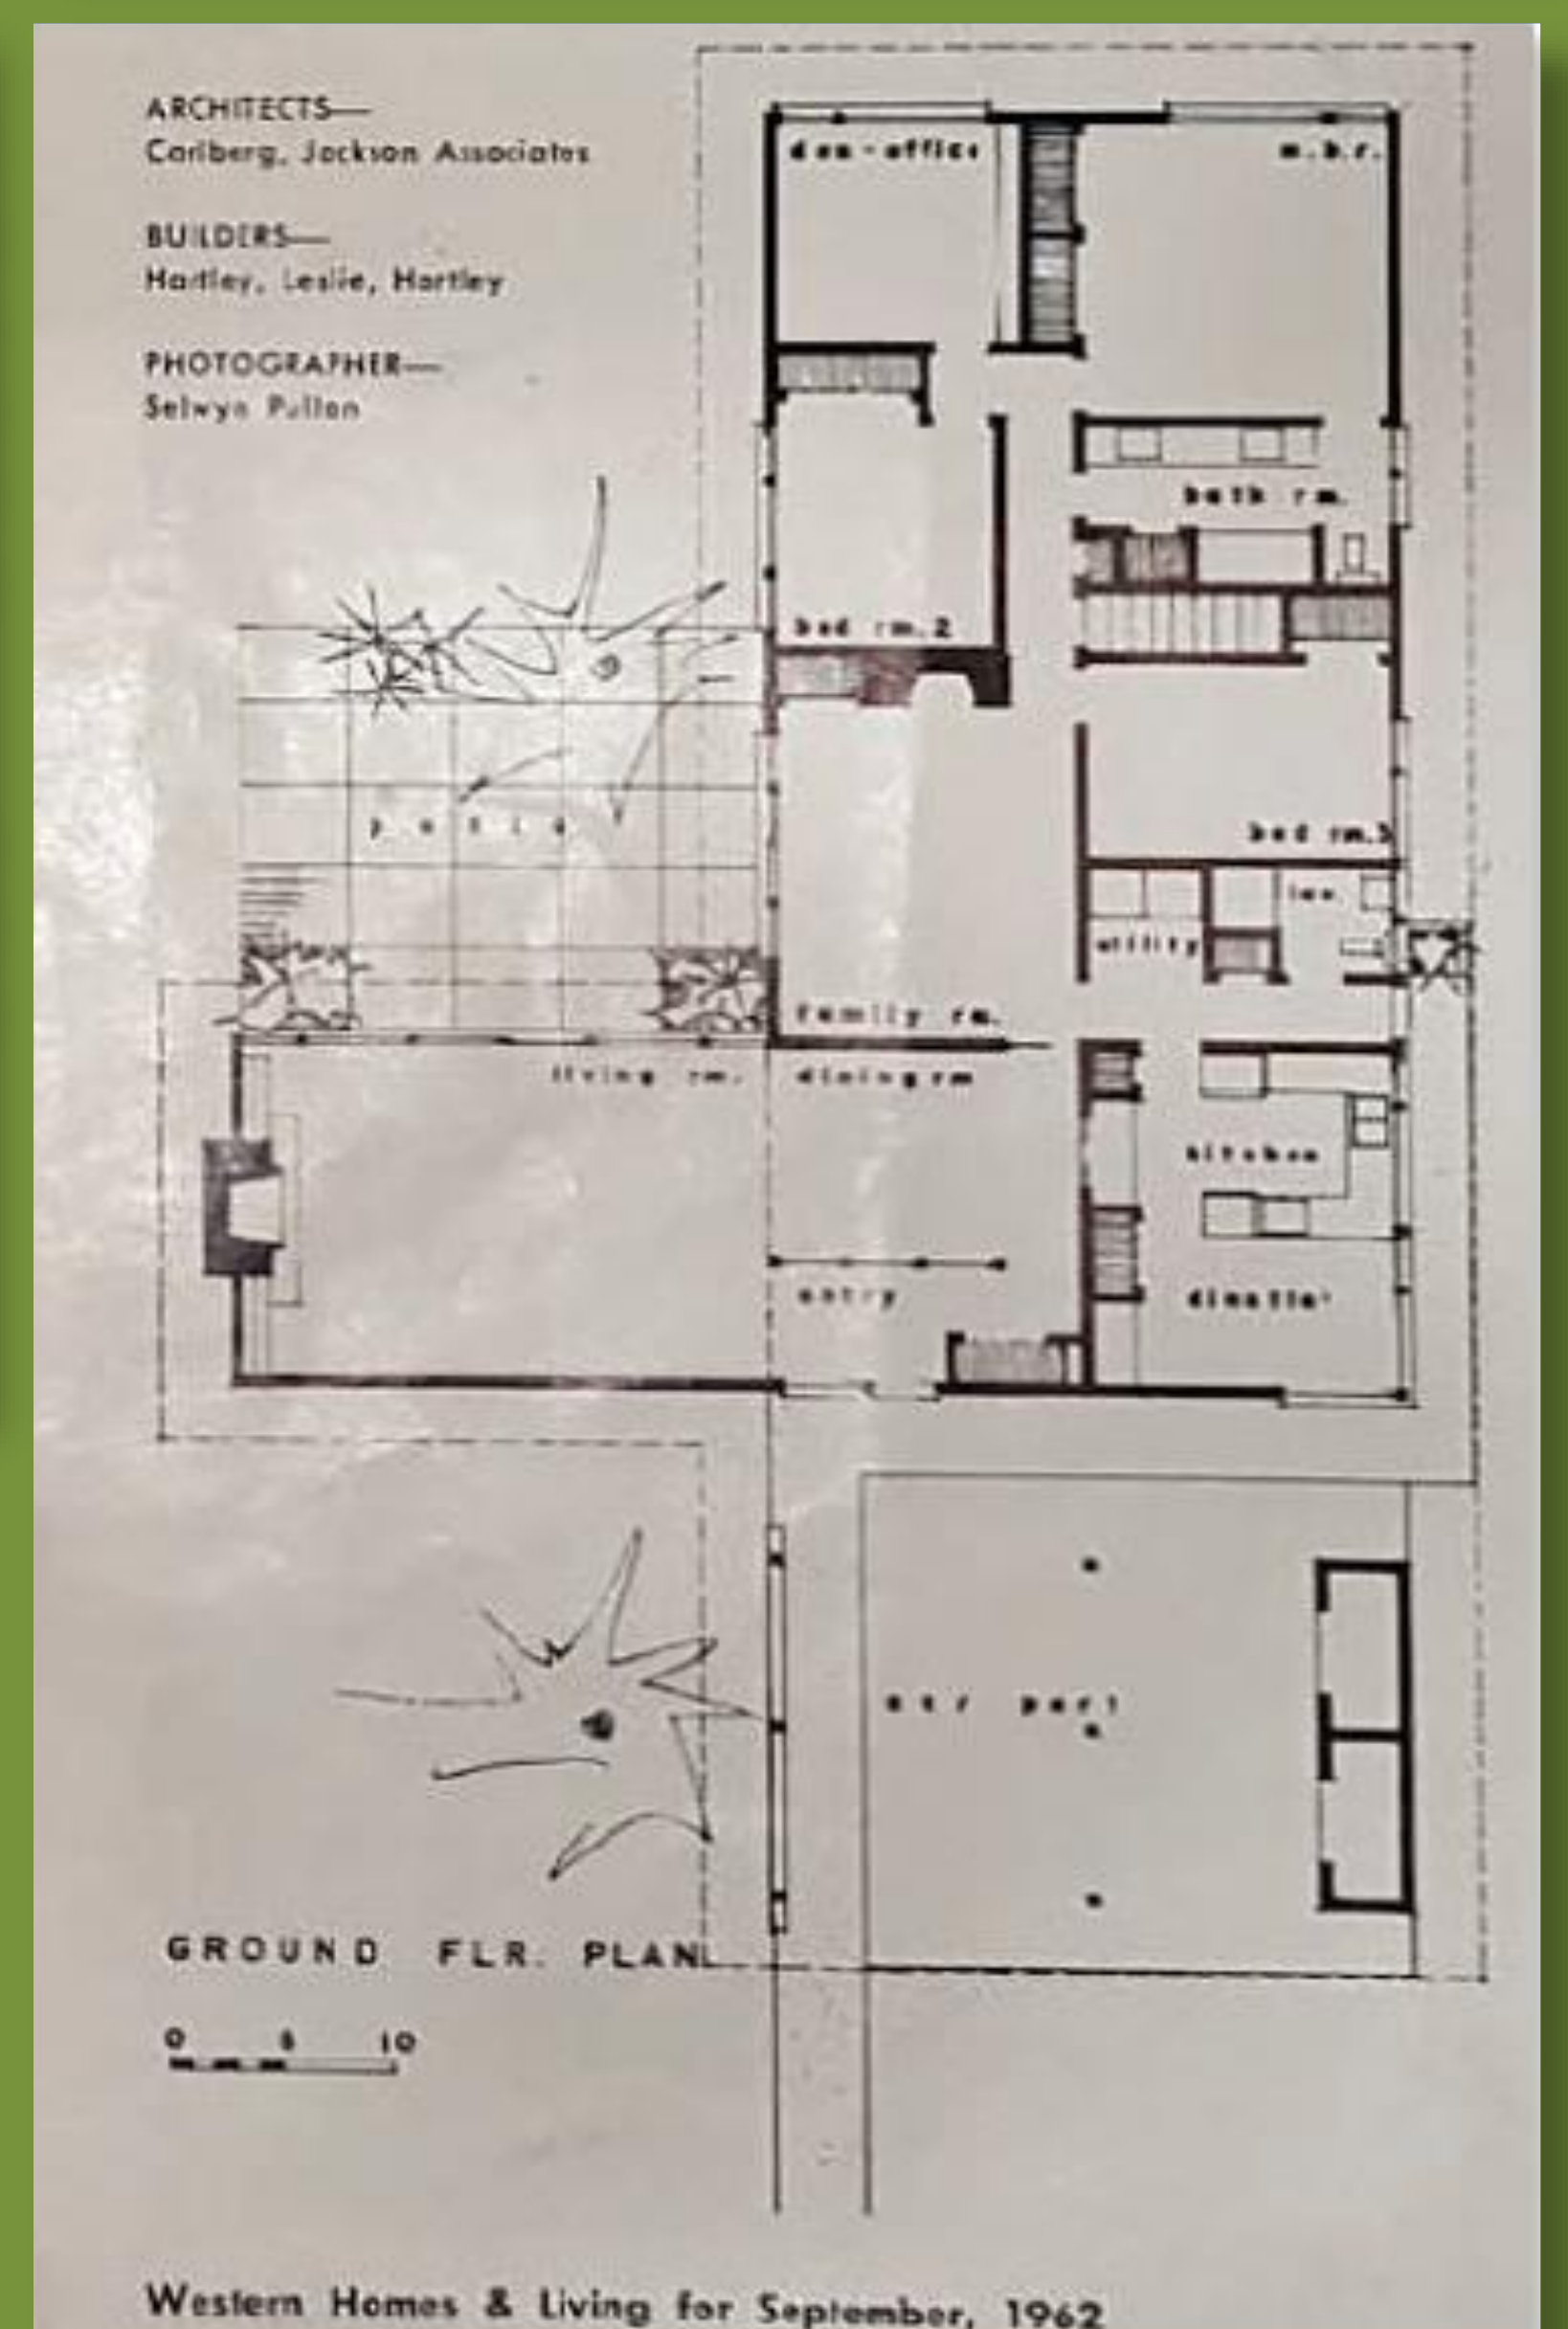 ARCHITECTS—
Carlberg, Jackson Associates
BUILDERS—
Hartley, Leslie, Hartley
PHOTOGRAPHER—
Selwyn Pullan
den-office
m.b.r.
bath rm.
bed rm. 2
patio
bed rm. 3
lav.
utility
family rm.
living rm.
dining rm
kitchen
entry
dinette
car port
GROUND FLR. PLAN
0 5 10
Western Homes & Living for September, 1962